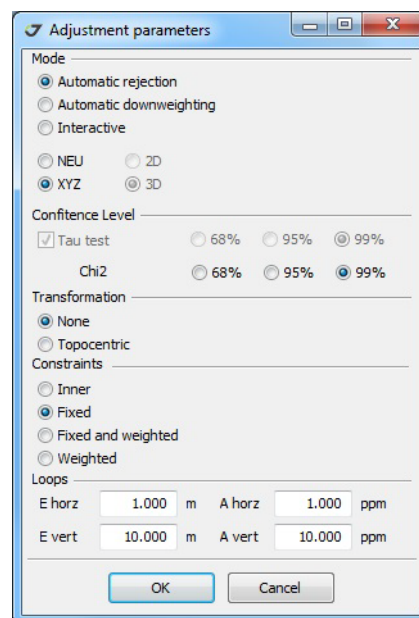 Adjustment parameters
Mode
Automatic rejection
Automatic downweighting
Interactive
NEU 2D
XYZ 3D
Confitence Level
Tau test 68% 95% 99%
Chi2 68% 95% 99%
Transformation
None
Topocentric
Constraints
Inner
Fixed
Fixed and weighted
Weighted
Loops
E horz 1.000 m A horz 1.000 ppm
E vert 10.000 m A vert 10.000 ppm
OK Cancel